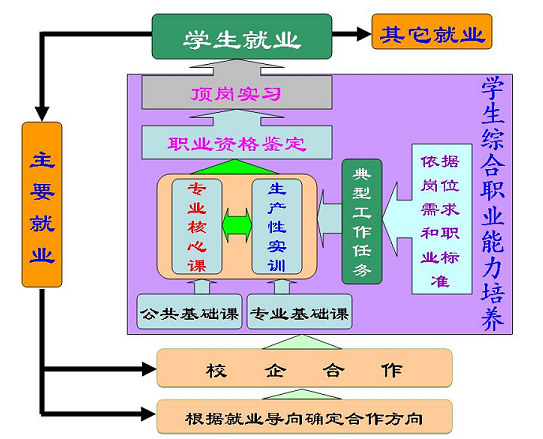 学生就业
其它就业
顶岗实习
职业资格鉴定
专业核心课
生产性实训
典型工作任务
依据
岗位
需求
和职
业标
准
学生综合职业能力培养
主要就业
公共基础课
专业基础课
校企合作
根据就业导向确定合作方向